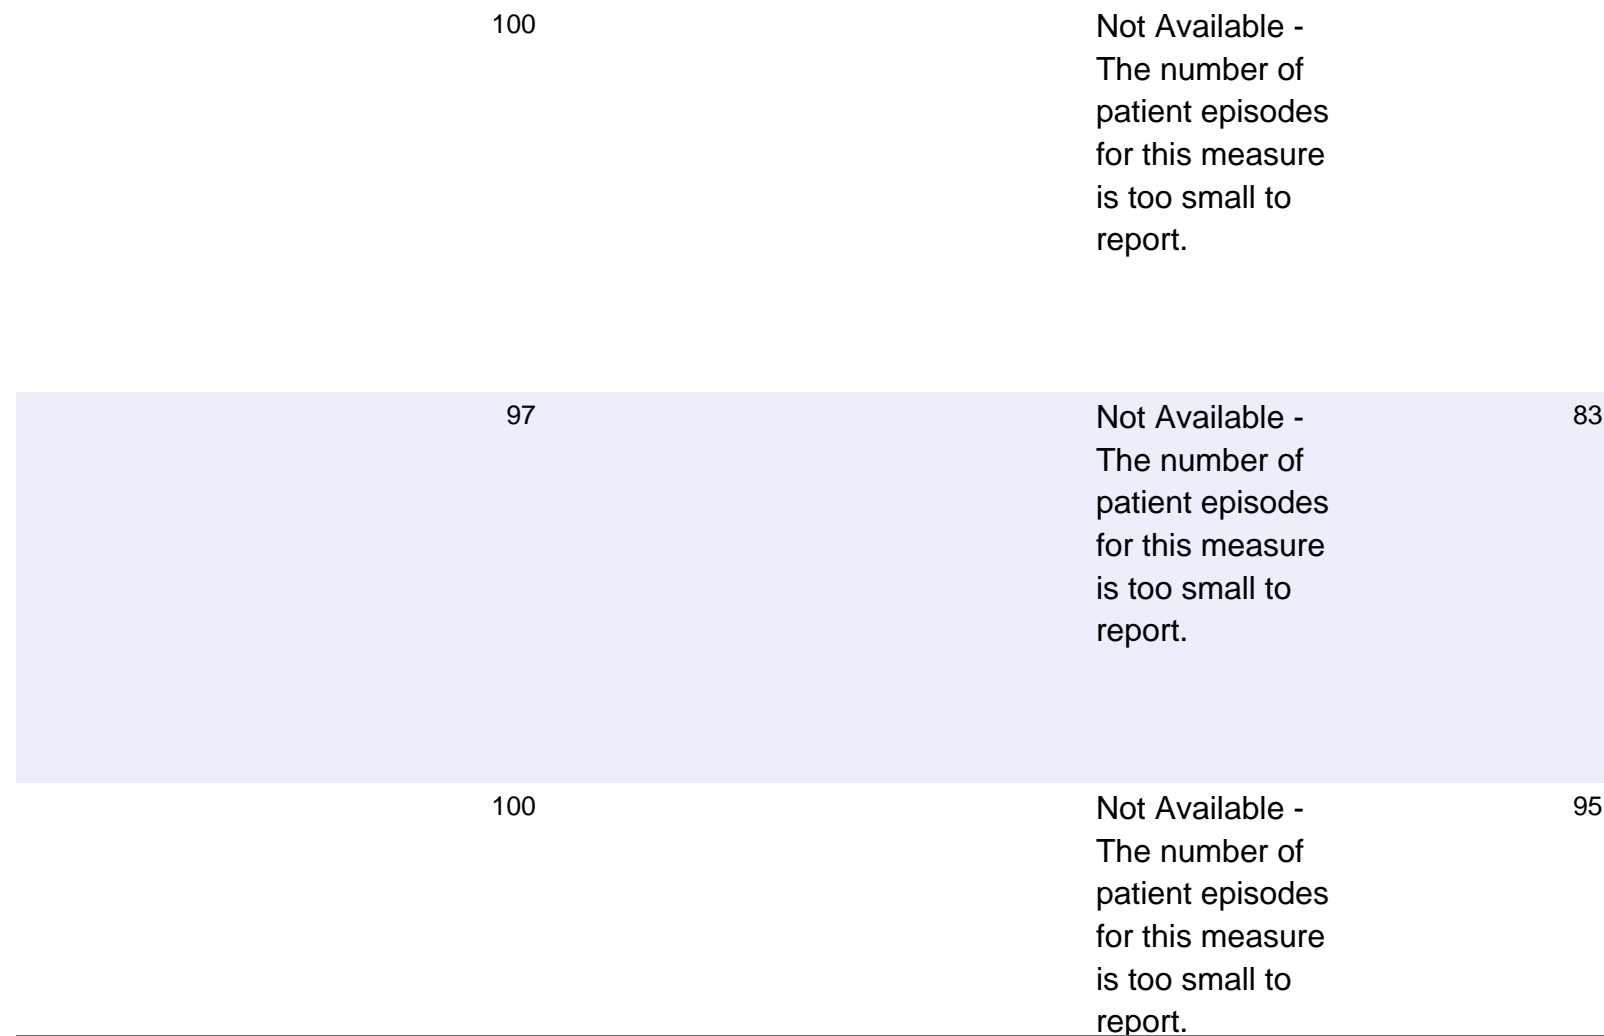 100
Not Available -
The number of
patient episodes
for this measure
is too small to
report.
97
Not Available -
The number of
patient episodes
for this measure
is too small to
report.
83
100
Not Available -
The number of
patient episodes
for this measure
is too small to
report.
95